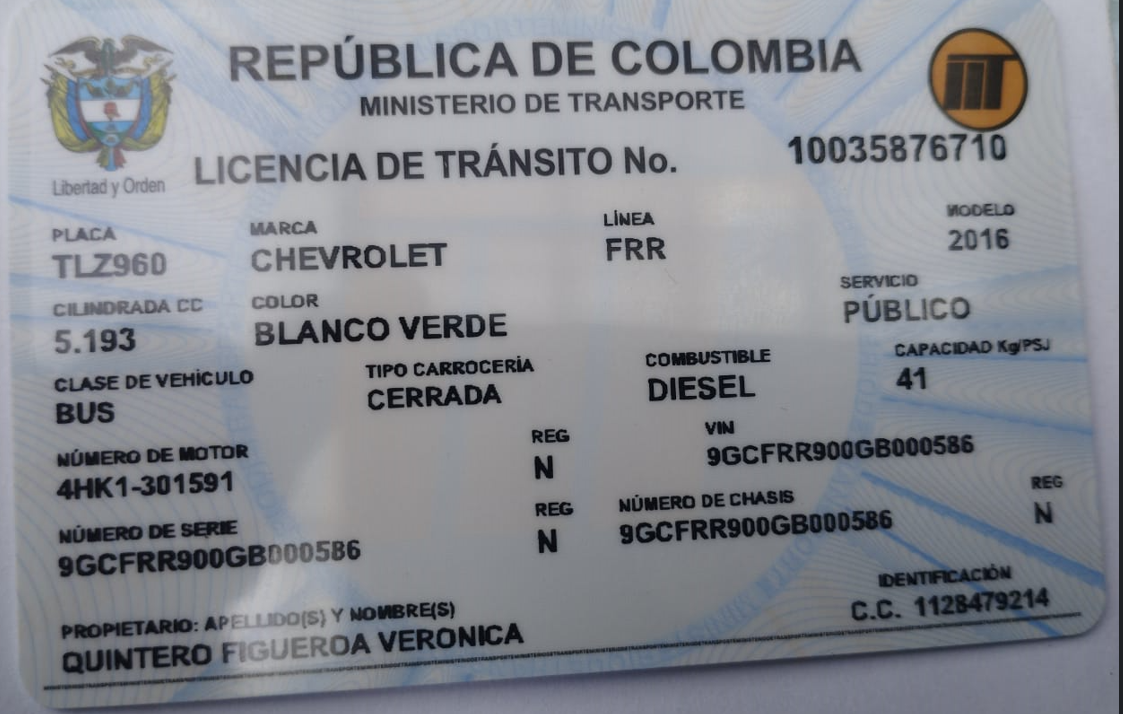 REPÚBLICA DE COLOMBIA
MINISTERIO DE TRANSPORTE
Libertad y Orden
LICENCIA DE TRÁNSITO No. 10035876710
PLACA MARCA LÍNEA MODELO
TLZ960 CHEVROLET FRR 2016
CILINDRADA CC COLOR SERVICIO
5.193 BLANCO VERDE PÚBLICO
CLASE DE VEHÍCULO TIPO CARROCERÍA COMBUSTIBLE CAPACIDAD Kg/PSJ
BUS CERRADA DIESEL 41
NÚMERO DE MOTOR REG VIN
4HK1-301591 N 9GCFRR900GB000586
NÚMERO DE SERIE REG NÚMERO DE CHASIS REG
9GCFRR900GB000586 N 9GCFRR900GB000586 N
PROPIETARIO: APELLIDO(S) Y NOMBRE(S) IDENTIFICACIÓN
QUINTERO FIGUEROA VERONICA C.C. 1128479214